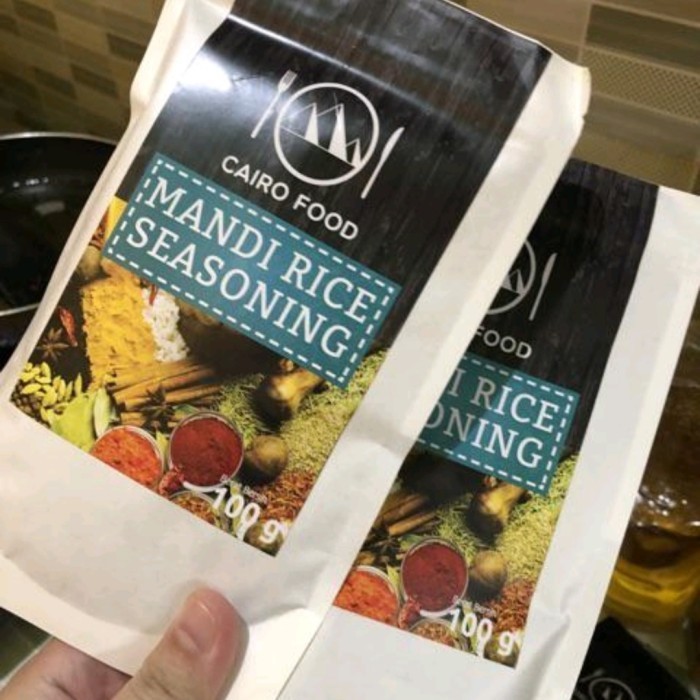 CAIRO FOOD
MANDI RICE
SEASONING
100 g
FOOD
I RICE
ONING
100 g